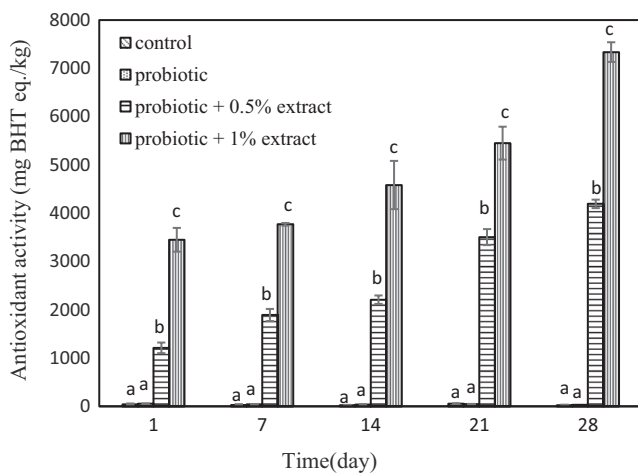 8000
7000
6000
5000
4000
3000
2000
1000
0
Antioxidant activity (mg BHT eq./kg)
control
probiotic
probiotic + 0.5% extract
probiotic + 1% extract
a a b c
a a b c
a a b c
a a b c
a a b c
1 7 14 21 28
Time(day)